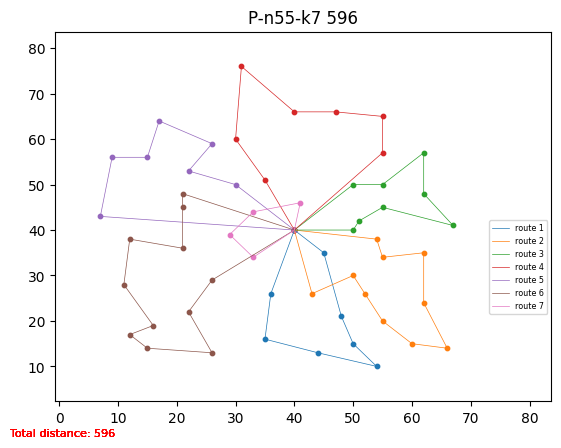 P-n55-k7 596
80
70
60
50
40
30
20
10
0 10 20 30 40 50 60 70 80
route 1
route 2
route 3
route 4
route 5
route 6
route 7
Total distance: 596